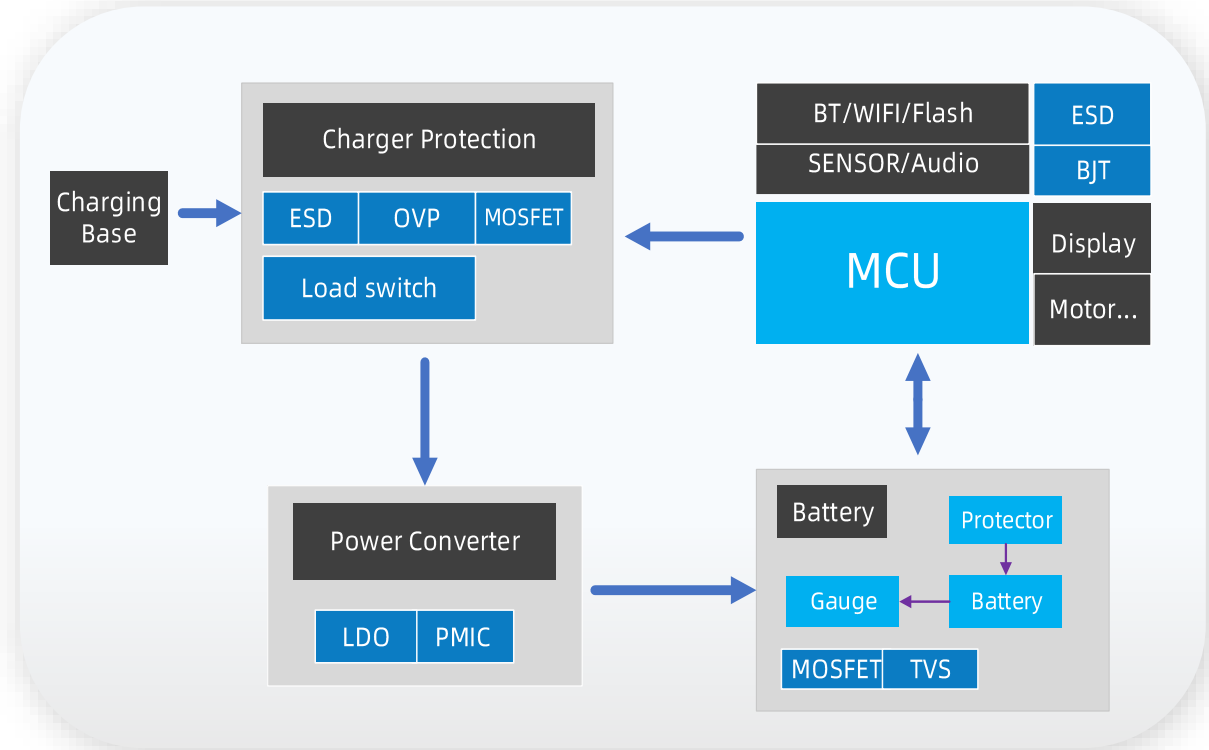 Charging
Base
Charger Protection
ESD
OVP
MOSFET
Load switch
BT/WIFI/Flash
ESD
SENSOR/Audio
BJT
MCU
Display
Motor...
Power Converter
LDO
PMIC
Battery
Protector
Gauge
Battery
MOSFET
TVS